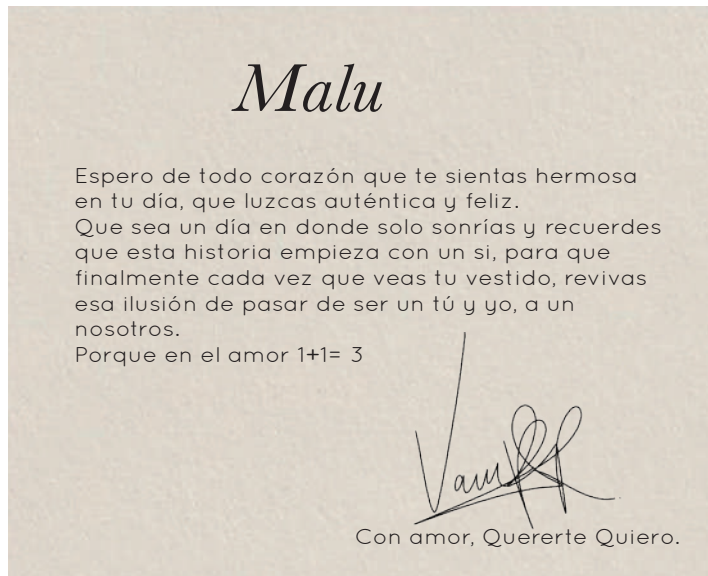 Malu
Espero de todo corazón que te sientas hermosa
en tu día, que luzcas auténtica y feliz.
Que sea un día en donde solo sonrías y recuerdes
que esta historia empieza con un si, para que
finalmente cada vez que veas tu vestido, revivas
esa ilusión de pasar de ser un tú y yo, a un
nosotros.
Porque en el amor 1+1= 3
Con amor, Quererte Quiero.